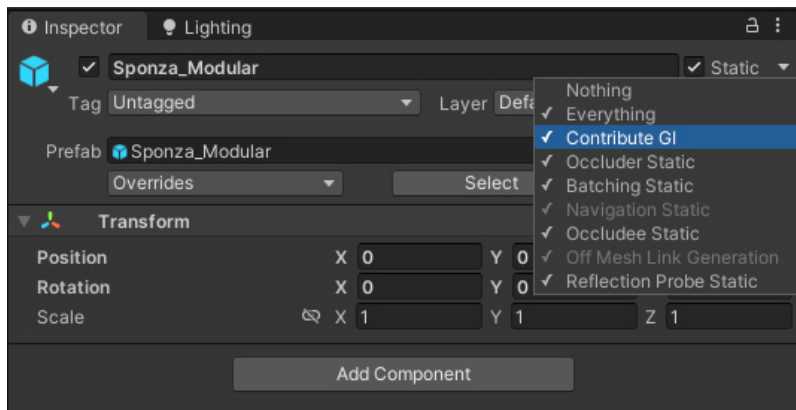 Inspector Lighting
Sponza_Modular Static
Tag Untagged Layer Defa
Nothing
Everything
Contribute GI
Occluder Static
Batching Static
Navigation Static
Occludee Static
Off Mesh Link Generation
Reflection Probe Static
Prefab Sponza_Modular
Overrides Select
Transform
Position X 0 Y 0
Rotation X 0 Y 0
Scale X 1 Y 1 Z 1
Add Component